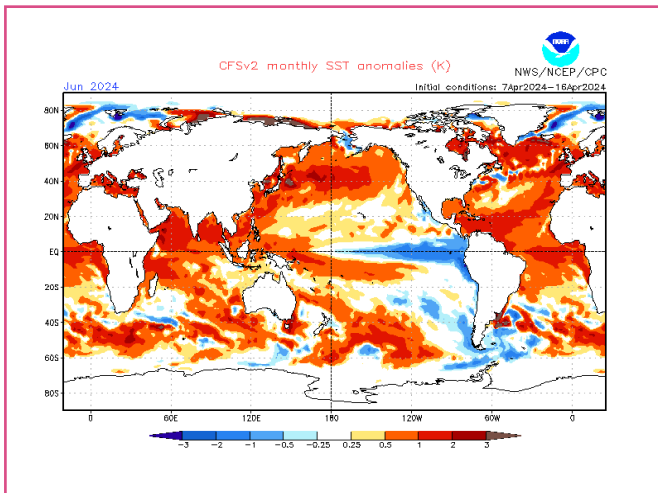 NOAA
CFSv2 monthly SST anomalies (K)
NWS/NCEP/CPC
Jun 2024
Initial conditions: 7Apr2024-16Apr2024
80N
60N
40N
20N
EQ
20S
40S
60S
80S
0 60E 120E 180 120W 60W 0
-3 -2 -1 -0.5 -0.25 0.25 0.5 1 2 3